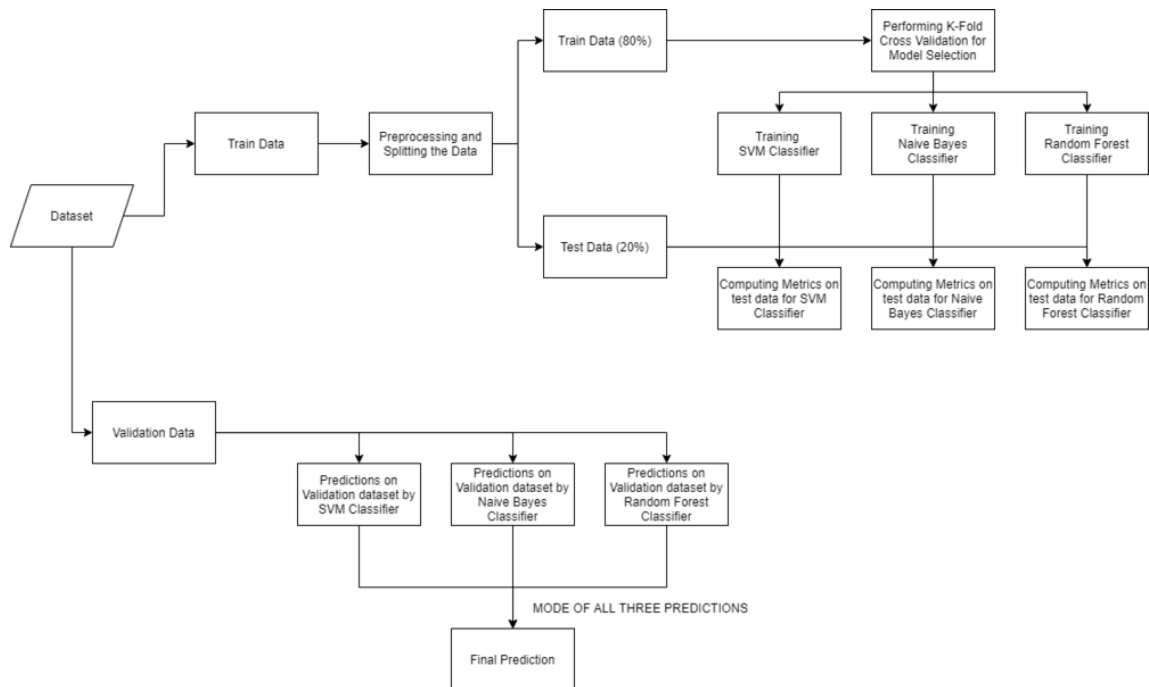 Train Data (80%)
Performing K-Fold
Cross Validation for
Model Selection
Train Data
Preprocessing and
Splitting the Data
Training
SVM Classifier
Training
Naive Bayes
Classifier
Training
Random Forest
Classifier
Dataset
Test Data (20%)
Computing Metrics on
test data for SVM
Classifier
Computing Metrics on
test data for Naive
Bayes Classifier
Computing Metrics on
test data for Random
Forest Classifier
Validation Data
Predictions on
Validation dataset by
SVM Classifier
Predictions on
Validation dataset by
Naive Bayes
Classifier
Predictions on
Validation dataset by
Random Forest
Classifier
MODE OF ALL THREE PREDICTIONS
Final Prediction